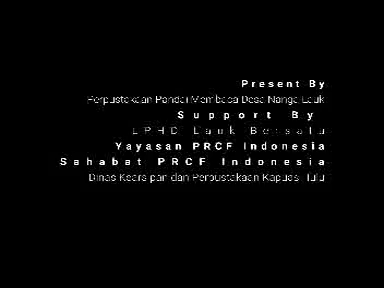 Present By
Perpustakaan Pandai Membaca Desa Nanga Lauk
Support By
LPHD Lauk Bersatu
Yayasan PRCF Indonesia
Sahabat PRCF Indonesia
Dinas Kearsipan dan Perpustakaan Kapuas Hulu